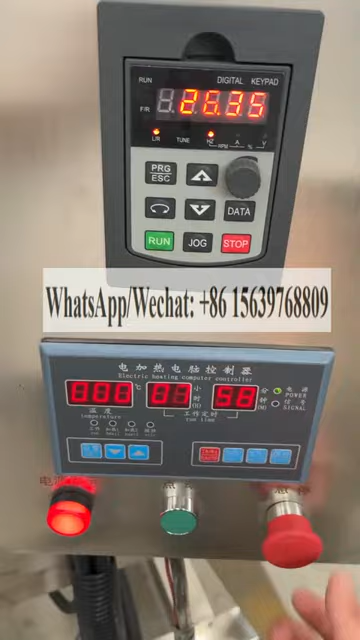 RUN DIGITAL KEYPAD
F/R 26.35
L/R TUNE HZ A V
RPM %
PRG
ESC
DATA
RUN JOG STOP
WhatsApp/Wechat: +86 15639768809
电加热电脑控制器
Electric heating computer controller
000 ℃ 01 小时 (H) 58 分钟 (M)
电源
POWER
信号
SIGNAL
温度
temperature
工作定时
run time